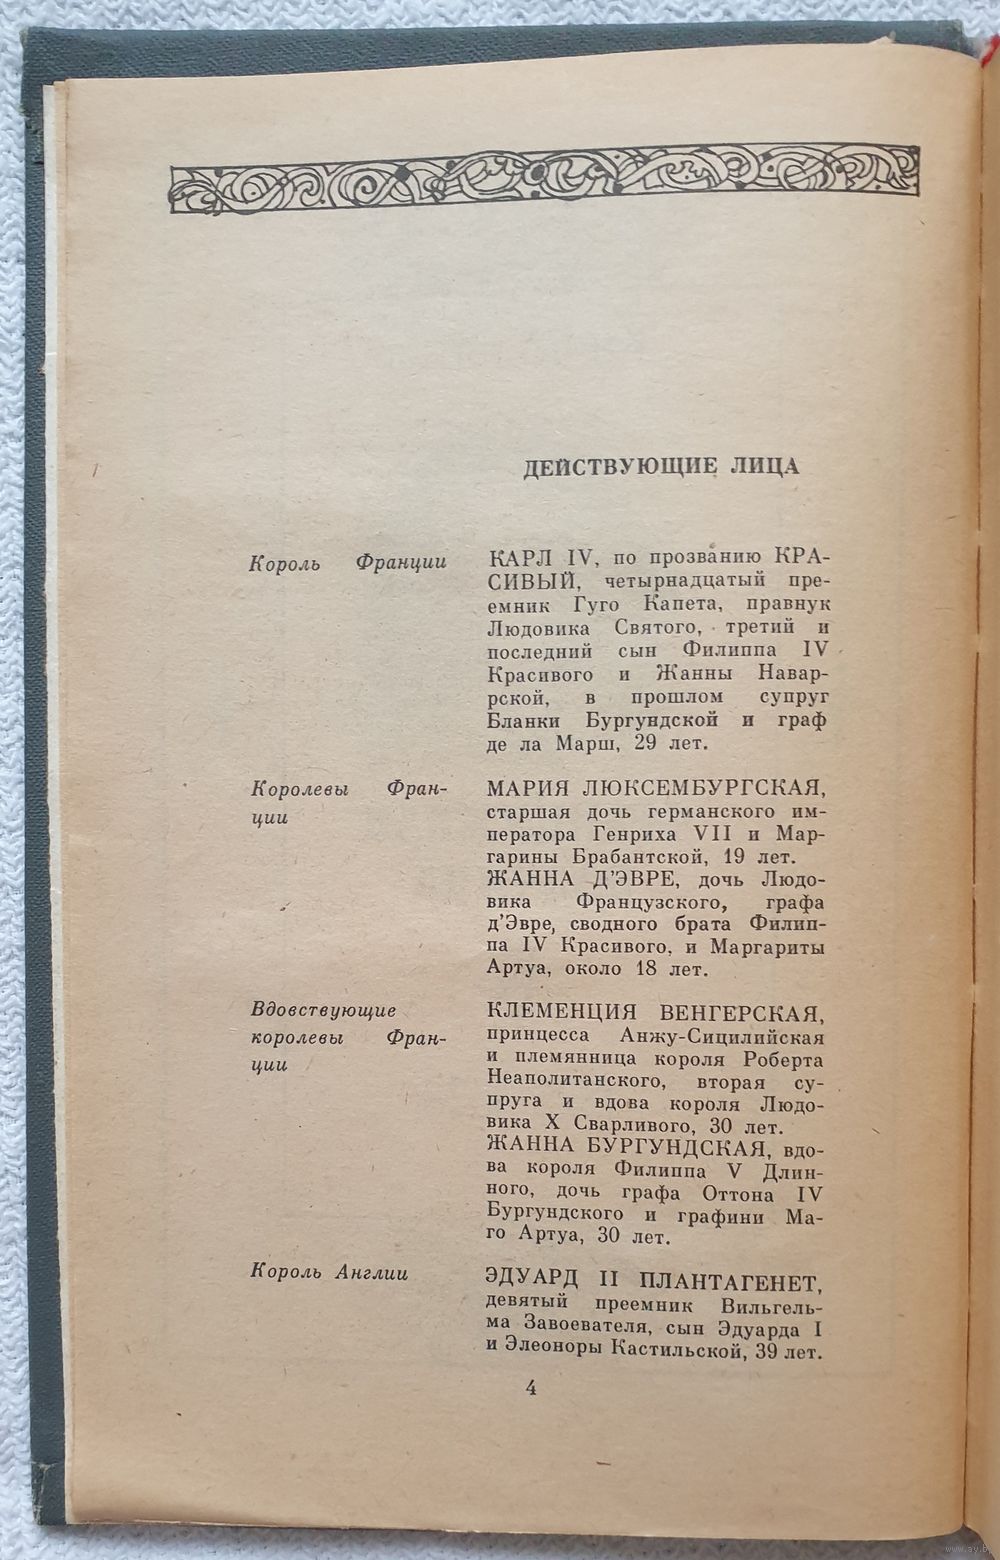 ДЕЙСТВУЮЩИЕ ЛИЦА
Король Франции
КАРЛ IV, по прозванию КРА-
СИВЫЙ, четырнадцатый пре-
емник Гуго Капета, правнук
Людовика Святого, третий и
последний сын Филиппа IV
Красивого и Жанны Навар-
рской, в прошлом супруг
Бланки Бургундской и граф
де ла Марш, 29 лет.
Королевы Фран-
ции
МАРИЯ ЛЮКСЕМБУРГСКАЯ,
старшая дочь германского им-
ператора Генриха VII и Мар-
гарины Брабантской, 19 лет.
ЖАННА Д'ЭВРЕ, дочь Людо-
вика Французского, графа
д'Эвре, сводного брата Филип-
па IV Красивого, и Маргариты
Артуа, около 18 лет.
Вдовствующие
королевы Фран-
ции
КЛЕМЕНЦИЯ ВЕНГЕРСКАЯ,
принцесса Анжу-Сицилийская
и племянница короля Роберта
Неаполитанского, вторая су-
пруга и вдова короля Людо-
вика X Сварливого, 30 лет.
ЖАННА БУРГУНДСКАЯ, вдо-
ва короля Филиппа V Длин-
ного, дочь графа Оттона IV
Бургундского и графини Ма-
го Артуа, 30 лет.
Король Англии
ЭДУАРД II ПЛАНТАГЕНЕТ,
девятый преемник Вильгель-
ма Завоевателя, сын Эдуарда I
и Элеоноры Кастильской, 39 лет.
4
www.ay.by